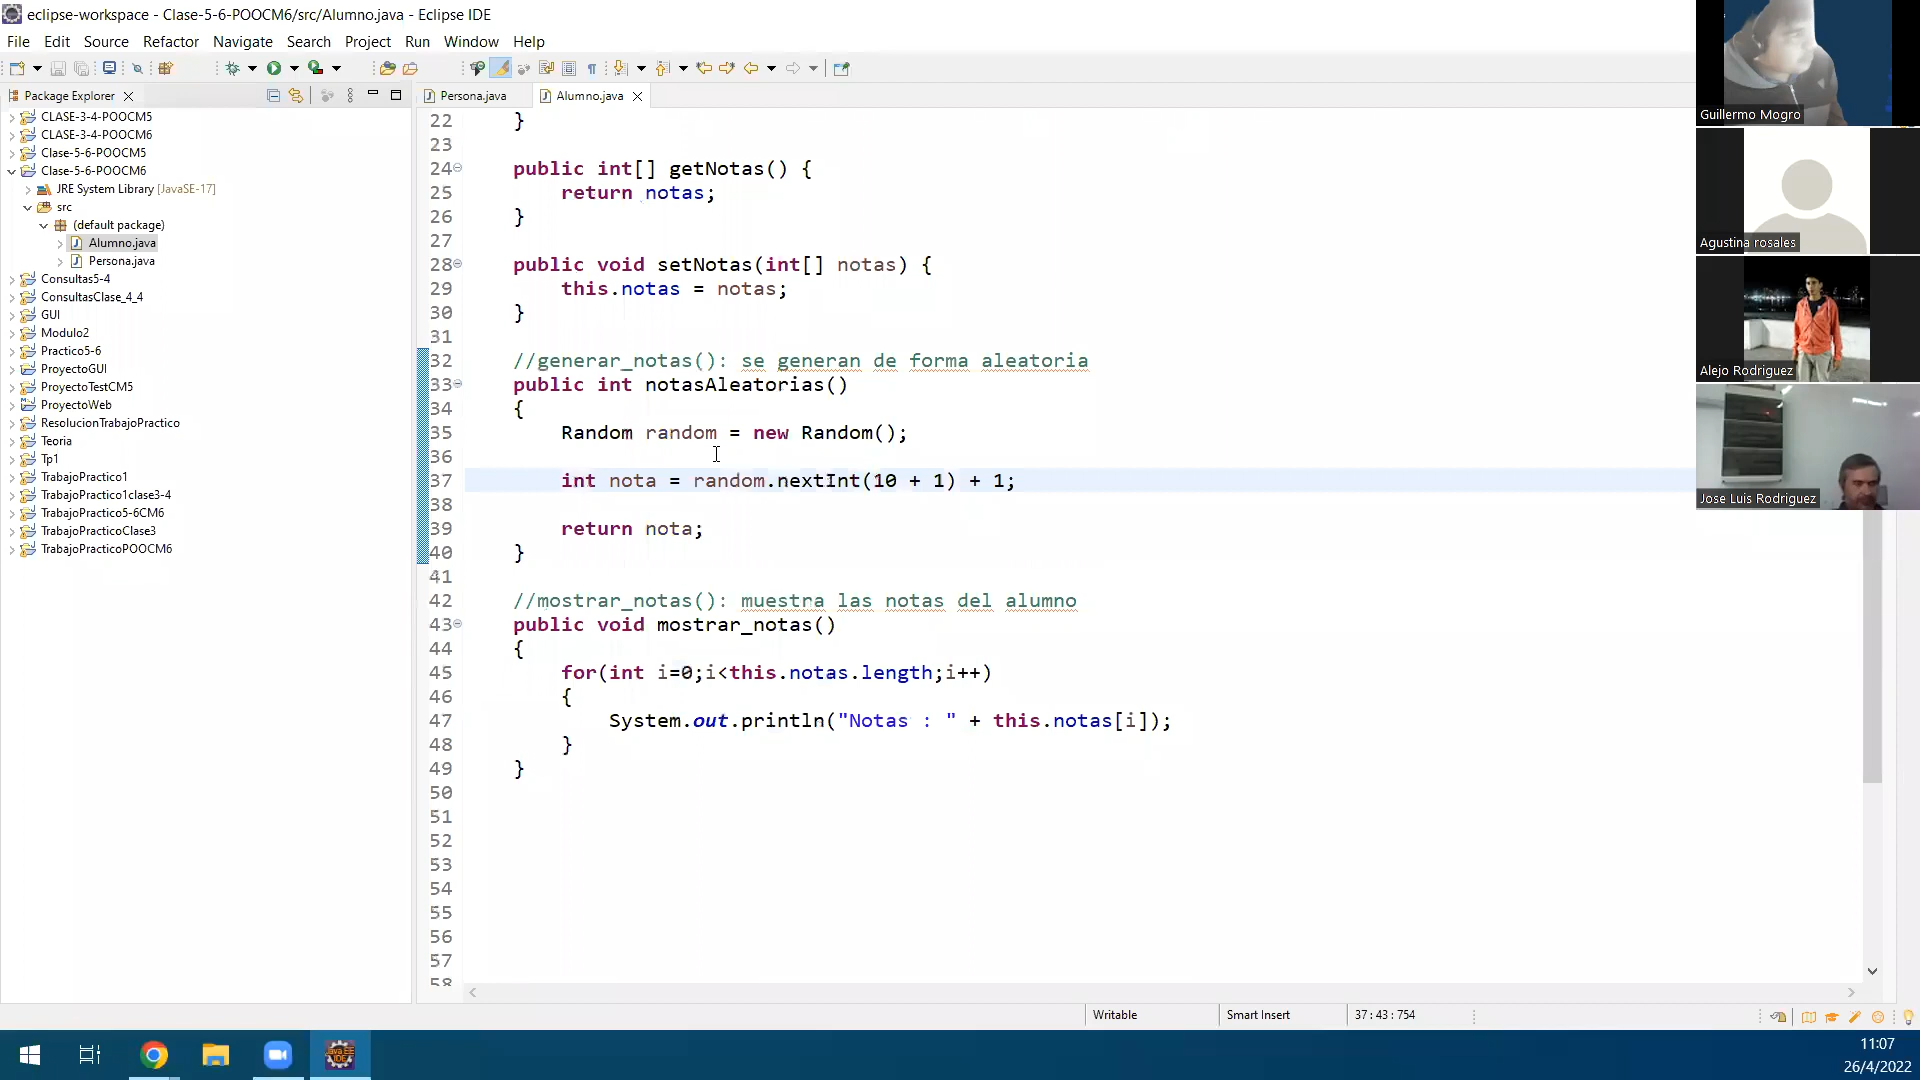 eclipse-workspace - Clase-5-6-POOCM6/src/Alumno.java - Eclipse IDE
File Edit Source Refactor Navigate Search Project Run Window Help
Package Explorer
CLASE-3-4-POOCM5
CLASE-3-4-POOCM6
Clase-5-6-POOCM5
Clase-5-6-POOCM6
JRE System Library [JavaSE-17]
src
(default package)
Alumno.java
Persona.java
Consultas5-4
ConsultasClase_4_4
GUI
Modulo2
Practico5-6
ProyectoGUI
ProyectoTestCM5
ProyectoWeb
ResolucionTrabajoPractico
Teoria
Tp1
TrabajoPractico1
TrabajoPractico1clase3-4
TrabajoPractico5-6CM6
TrabajoPracticoClase3
TrabajoPracticoPOOCM6
Persona.java Alumno.java
22 }
23
24 public int[] getNotas() {
25 return notas;
26 }
27
28 public void setNotas(int[] notas) {
29 this.notas = notas;
30 }
31
32 //generar_notas(): se generan de forma aleatoria
33 public int notasAleatorias()
34 {
35 Random random = new Random();
36
37 int nota = random.nextInt(10 + 1) + 1;
38
39 return nota;
40 }
41
42 //mostrar_notas(): muestra las notas del alumno
43 public void mostrar_notas()
44 {
45 for(int i=0;i<this.notas.length;i++)
46 {
47 System.out.println("Notas : " + this.notas[i]);
48 }
49 }
50
51
52
53
54
55
56
57
58
Guillermo Mogro
Agustina rosales
Alejo Rodriguez
Jose Luis Rodriguez
Writable Smart Insert 37 : 43 : 754
Java EE
IDE
11:07
26/4/2022